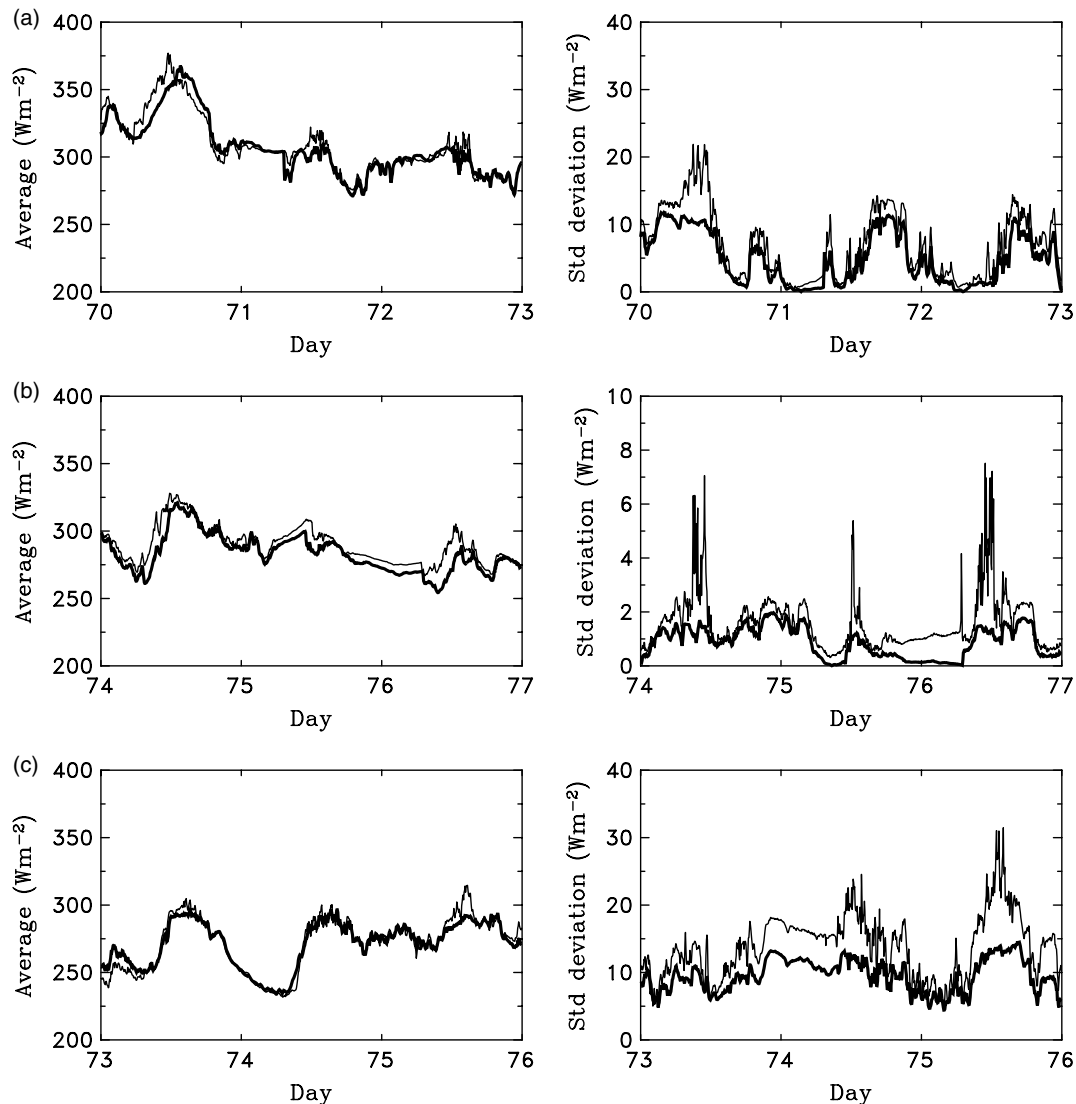 (a)
400
350
300
250
200
Average (Wm−2)
70 71 72 73
Day
40
30
20
10
0
Std deviation (Wm−2)
70 71 72 73
Day
(b)
400
350
300
250
200
Average (Wm−2)
74 75 76 77
Day
10
8
6
4
2
0
Std deviation (Wm−2)
74 75 76 77
Day
(c)
400
350
300
250
200
Average (Wm−2)
73 74 75 76
Day
40
30
20
10
0
Std deviation (Wm−2)
73 74 75 76
Day